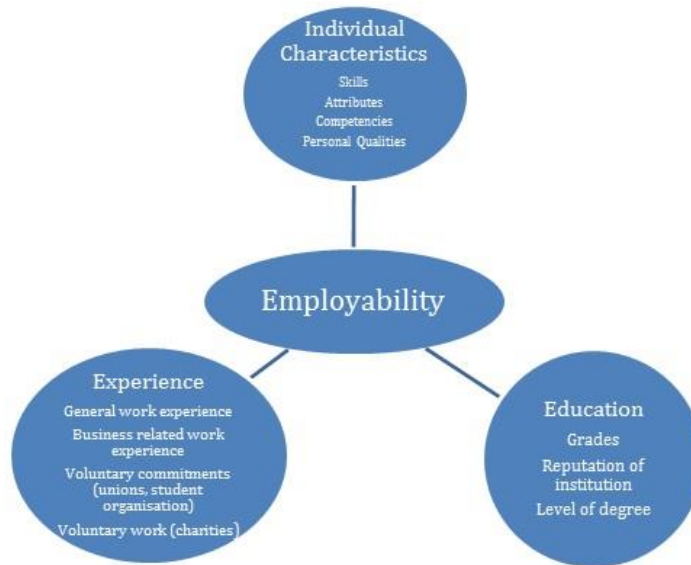 Individual
Characteristics
Skills
Attributes
Competencies
Personal Qualities
Employability
Experience
General work experience
Business related work
experience
Voluntary commitments
(unions, student
organisation)
Voluntary work (charities)
Education
Grades
Reputation of
institution
Level of degree